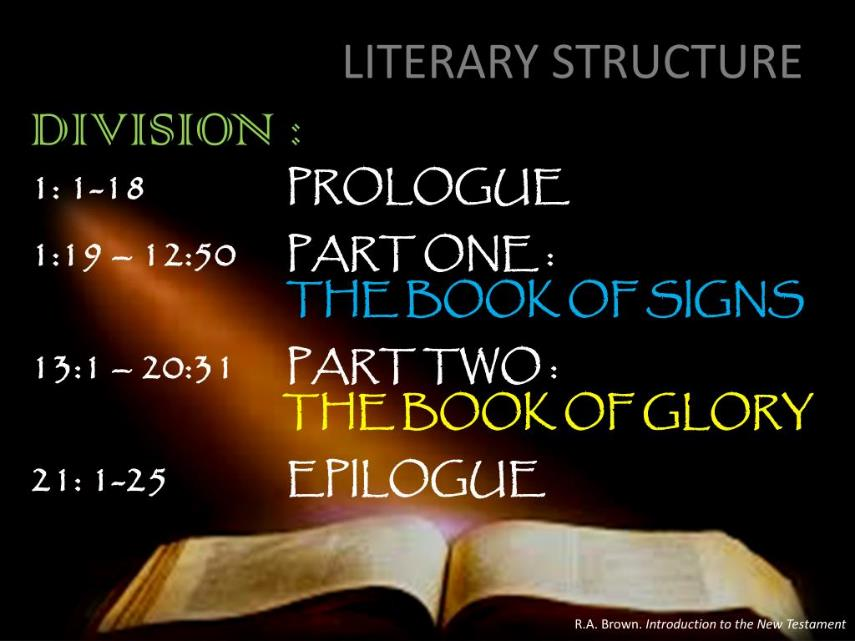 LITERARY STRUCTURE
DIVISION :
1: 1-18 PROLOGUE
1:19 – 12:50 PART ONE :
THE BOOK OF SIGNS
13:1 – 20:31 PART TWO :
THE BOOK OF GLORY
21: 1-25 EPILOGUE
R.A. Brown. Introduction to the New Testament